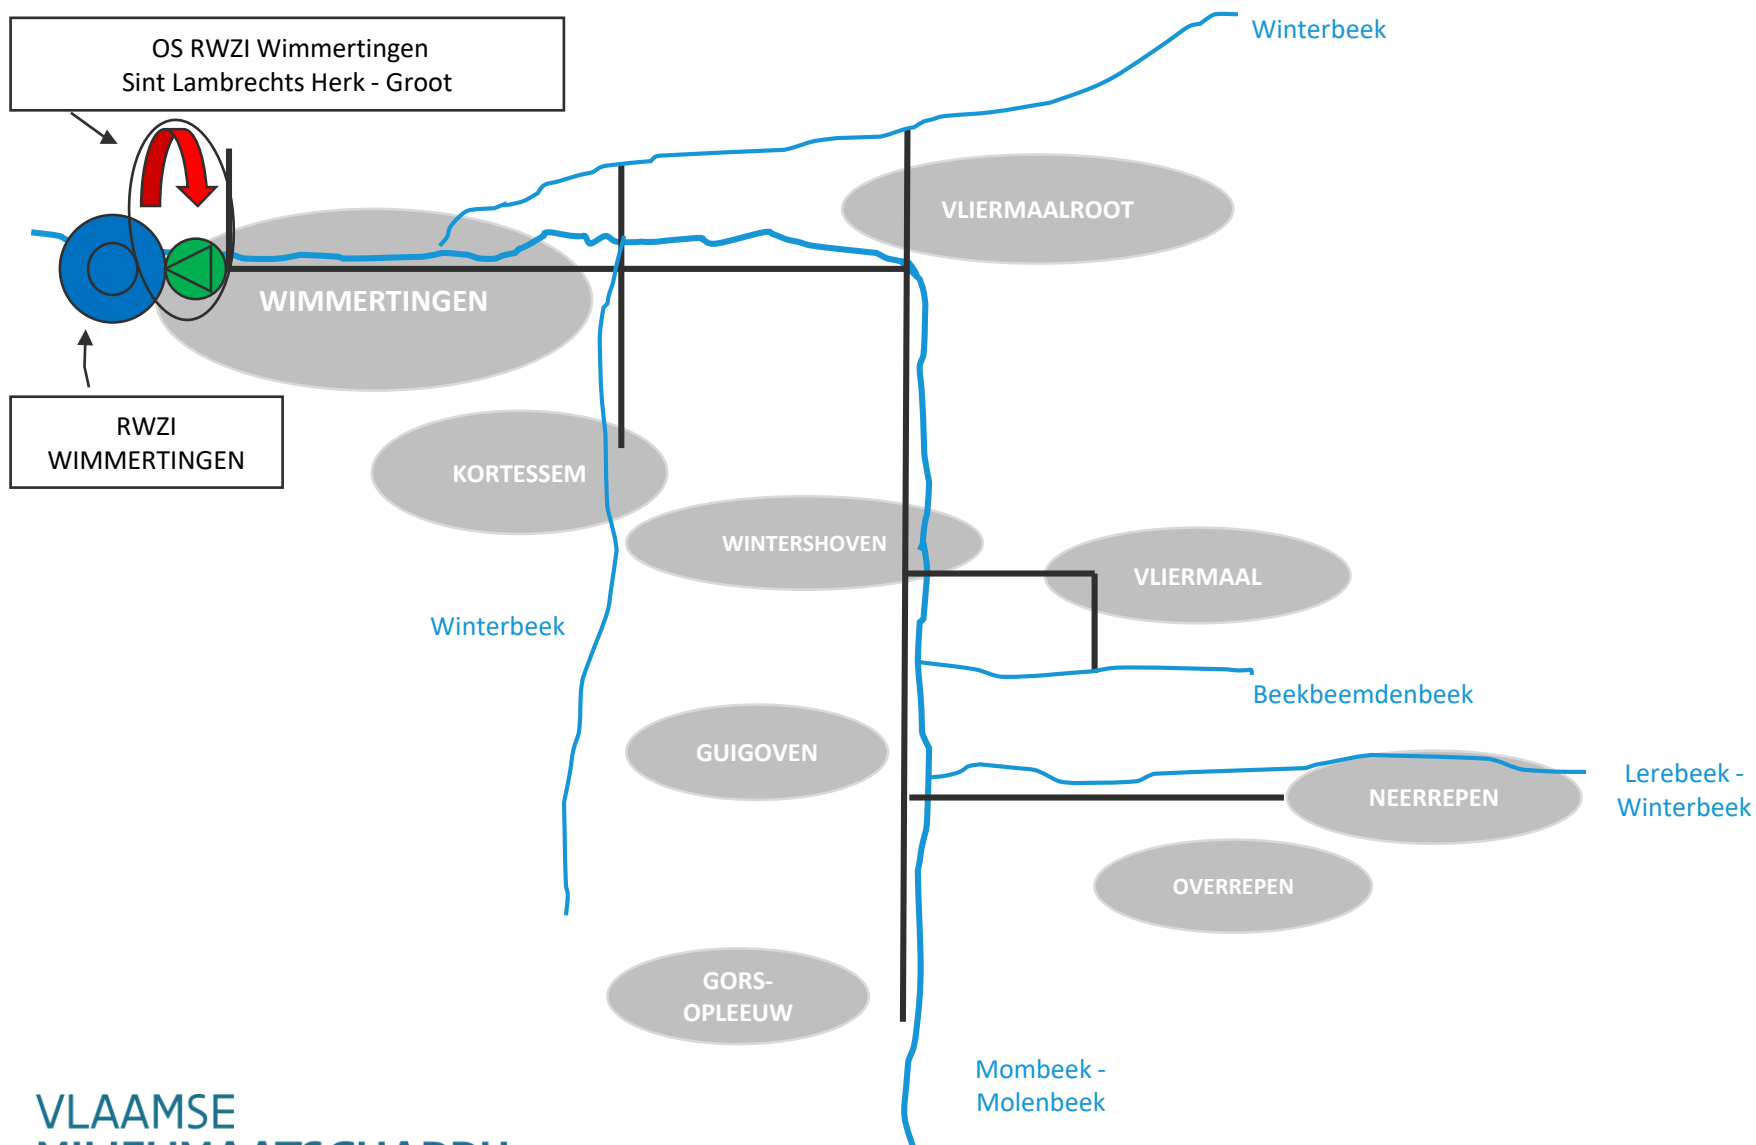 OS RWZI Wimmertingen
Sint Lambrechts Herk - Groot
Winterbeek
VLIERMAALROOT
WIMMERTINGEN
RWZI
WIMMERTINGEN
KORTESSEM
WINTERSHOVEN
VLIERMAAL
Winterbeek
Beekbeemdenbeek
GUIGOVEN
Lerebeek -
Winterbeek
NEERREPEN
OVERREPEN
GORS-
OPLEEUW
Mombeek -
Molenbeek
VLAAMSE
MILIEUMAATSCHAPPIJ